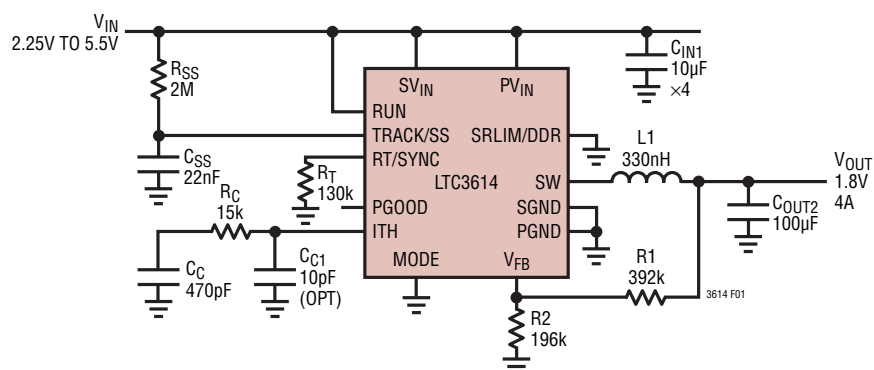 VIN
2.25V TO 5.5V
RSS
2M
CSS
22nF
RC
15k
CC
470pF
CC1
10pF
(OPT)
RT
130k
SVIN
PVIN
RUN
TRACK/SS
RT/SYNC
PGOOD
ITH
MODE
LTC3614
SRLIM/DDR
SW
SGND
PGND
VFB
CIN1
10µF
×4
L1
330nH
VOUT
1.8V
4A
COUT2
100µF
R1
392k
R2
196k
3614 F01